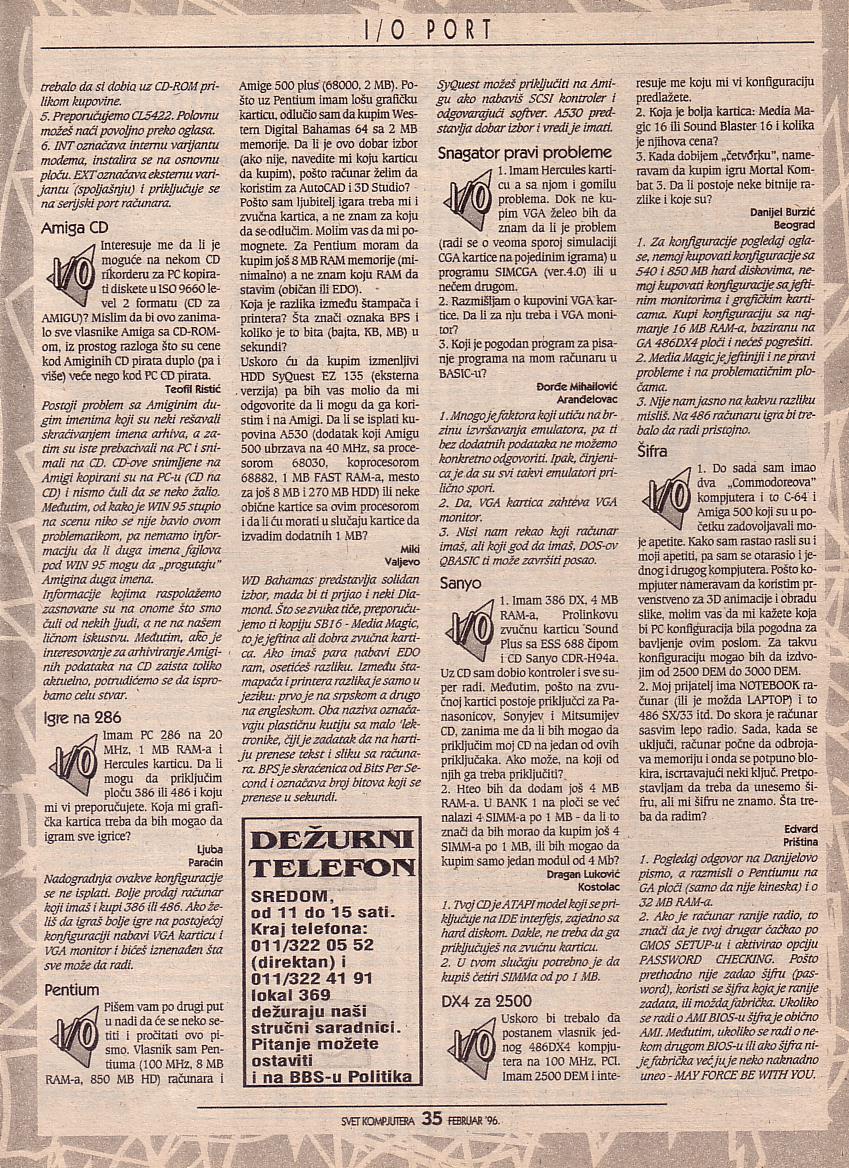 I/O PORT
trebalo da si dobio uz CD-ROM pri-
likom kupovine.
5. Preporučujemo CL5422. Polovnu
možeš naći povoljno preko oglasa.
6. INT označava internu varijantu
modema, instalira se na osnovnu
ploču. EXT označava eksternu vari-
jantu (spoljašnju) i priključuje se
na serijski port računara.
Amiga CD
I/O
Interesuje me da li je
moguće na nekom CD
rikorderu za PC kopira-
ti diskete u ISO 9660 le-
vel 2 formatu (CD za
AMIGU)? Mislim da bi ovo zanima-
lo sve vlasnike Amiga sa CD-ROM-
om, iz prostog razloga što su cene
kod Amiginih CD pirata duplo (pa i
više) veće nego kod PC CD pirata.
Teofil Ristić
Postoji problem sa Amiginim du-
gim imenima koji su neki rešavali
skraćivanjem imena arhiva, a za-
tim su iste prebacivali na PC i sni-
mali na CD. CD-ove snimljene na
Amigi kopirani su na PC-u (CD na
CD) i nismo čuli da se neko žalio.
Međutim, od kako je WIN 95 stupio
na scenu niko se nije bavio ovom
problematikom, pa nemamo infor-
maciju da li duga imena fajlova
pod WIN 95 mogu da „progutaju”
Amigina duga imena.
Informacije kojima raspolažemo
zasnovane su na onome što smo
čuli od nekih ljudi, a ne na našem
ličnom iskustvu. Međutim, ako je
interesovanje za arhiviranje Amigi-
nih podataka na CD zaista toliko
aktuelno, potrudićemo se da ispro-
bamo celu stvar.
Igre na 286
I/O
Imam PC 286 na 20
MHz, 1 MB RAM-a i
Hercules karticu. Da li
mogu da priključim
ploču 386 ili 486 i koju
mi vi preporučujete. Koja mi grafi-
čka kartica treba da bih mogao da
igram sve igrice?
Ljuba
Paraćin
Nadogradnja ovakve konfiguracije
se ne isplati. Bolje prodaj računar
koji imaš i kupi 386 ili 486. Ako že-
liš da igraš bolje igre na postojećoj
konfiguraciji nabavi VGA karticu i
VGA monitor i bićeš iznenađen šta
sve može da radi.
Pentium
I/O
Pišem vam po drugi put
u nadi da će se neko se-
titi i pročitati ovo pi-
smo. Vlasnik sam Pen-
tiuma (100 MHz, 8 MB
RAM-a, 850 MB HD) računara i
Amige 500 plus (68000, 2 MB). Po-
što uz Pentium imam lošu grafičku
karticu, odlučio sam da kupim Wes-
tern Digital Bahamas 64 sa 2 MB
memorije. Da li je ovo dobar izbor
(ako nije, navedite mi koju karticu
da kupim), pošto računar želim da
koristim za AutoCAD i 3D Studio?
Pošto sam ljubitelj igara treba mi i
zvučna kartica, a ne znam za koju
da se odlučim. Molim vas da mi po-
mognete. Za Pentium moram da
kupim još 8 MB RAM memorije (mi-
nimalno) a ne znam koju RAM da
stavim (običan ili EDO).
Koja je razlika između štampača i
printera? Šta znači oznaka BPS i
koliko je to bita (bajta, KB, MB) u
sekundi?
Uskoro ću da kupim izmenljivi
HDD SyQuest EZ 135 (eksterna
verzija) pa bih vas molio da mi
odgovorite da li mogu da ga kori-
stim i na Amigi. Da li se isplati ku-
povina A530 (dodatak koji Amigu
500 ubrzava na 40 MHz, sa proce-
sorom 68030, koprocesorom
68882, 1 MB FAST RAM-a, mesto
za još 8 MB i 270 MB HDD) ili neke
obične kartice sa ovim procesorom
i da li ću morati u slučaju kartice da
izvadim dodatnih 1 MB?
Miki
Valjevo
WD Bahamas predstavlja solidan
izbor, mada bi ti prijao i neki Dia-
mond. Što se zvuka tiče, preporuču-
jemo ti kopiju SB16 - Media Magic,
to je jeftina ali dobra zvučna karti-
ca. Ako imaš para nabavi EDO
ram, osetićeš razliku. Između šta-
mapača i printera razlika je samo u
jeziku: prvo je na srpskom a drugo
na engleskom. Oba naziva označa-
vaju plastičnu kutiju sa malo 'lek-
tronike, čiji je zadatak da na harti-
ju prenese tekst i sliku sa računa-
ra. BPS je skraćenica od Bits Per Se-
cond i označava broj bitova koji se
prenese u sekundi.
DEŽURNI
TELEFON
SREDOM,
od 11 do 15 sati.
Kraj telefona:
011/322 05 52
(direktan) i
011/322 41 91
lokal 369
dežuraju naši
stručni saradnici.
Pitanje možete
ostaviti
i na BBS-u Politika
SyQuest možeš priključiti na Ami-
gu ako nabaviš SCSI kontroler i
odgovarajući softver. A530 pred-
stavlja dobar izbor i vredi je imati.
Snagator pravi probleme
I/O
1. Imam Hercules karti-
cu a sa njom i gomilu
problema. Dok ne ku-
pim VGA želeo bih da
znam da li je problem
(radi se o veoma sporoj simulaciji
CGA kartice na pojedinim igrama) u
programu SIMCGA (ver.4.0) ili u
nečem drugom.
2. Razmišljam o kupovini VGA kar-
tice. Da li za nju treba i VGA moni-
tor?
3. Koji je pogodan program za pisa-
nje programa na mom računaru u
BASIC-u?
Đorđe Mihailović
Aranđelovac
1. Mnogo je faktora koji utiču na br-
zinu izvršavanja emulatora, pa ti
bez dodatnih podataka ne možemo
konkretno odgovoriti. Ipak, činjeni-
ca je da su svi takvi emulatori pri-
lično spori.
2. Da, VGA kartica zahteva VGA
monitor.
3. Nisi nam rekao koji računar
imaš, ali koji god da imaš, DOS-ov
QBASIC ti može završiti posao.
Sanyo
I/O
1. Imam 386 DX, 4 MB
RAM-a, Prolinkovu
zvučnu karticu Sound
Plus sa ESS 688 čipom
i CD Sanyo CDR-H94a.
Uz CD sam dobio kontroler i sve su-
per radi. Međutim, pošto na zvu-
čnoj kartici postoje priključci za Pa-
nasonicov, Sonyjev i Mitsumijev
CD, zanima me da li bih mogao da
priključim moj CD na jedan od ovih
priključaka. Ako može, na koji od
njih ga treba priključiti?
2. Hteo bih da dodam još 4 MB
RAM-a. U BANK 1 na ploči se već
nalazi 4 SIMM-a po 1 MB - da li to
znači da bih morao da kupim još 4
SIMM-a po 1 MB, ili bih mogao da
kupim samo jedan modul od 4 Mb?
Dragan Luković
Kostolac
1. Tvoj CD je ATAPI model koji se pri-
ključuje na IDE interfejs, zajedno sa
hard diskom. Dakle, ne treba da ga
priključuješ na zvučnu karticu.
2. U tvom slučaju potrebno je da
kupiš četiri SIMMa od po 1 MB.
DX4 za 2500
I/O
Uskoro bi trebalo da
postanem vlasnik jed-
nog 486DX4 kompju-
tera na 100 MHz, PCI.
Imam 2500 DEM i inte-
resuje me koju mi vi konfiguraciju
predlažete.
2. Koja je bolja kartica: Media Ma-
gic 16 ili Sound Blaster 16 i kolika
je njihova cena?
3. Kada dobijem „četvorku”, name-
ravam da kupim igru Mortal Kom-
bat 3. Da li postoje neke bitnije ra-
zlike i koje su?
Danijel Burzić
Beograd
1. Za konfiguracije pogledaj ogla-
se, nemoj kupovati konfiguracije sa
540 i 850 MB hard diskovima, ne-
moj kupovati konfiguracije sa jefti-
nim monitorima i grafičkim karti-
cama. Kupi konfiguraciju sa naj-
manje 16 MB RAM-a, baziranu na
GA 486DX4 ploči i nećeš pogrešiti.
2. Media Magic je jeftiniji i ne pravi
probleme i na problematičnim plo-
čama.
3. Nije nam jasno na kakvu razliku
misliš. Na 486 računaru igra bi tre-
balo da radi pristojno.
Šifra
I/O
1. Do sada sam imao
dva „Commodoreova”
kompjutera i to C-64 i
Amiga 500 koji su u po-
četku zadovoljavali mo-
je apetite. Kako sam rastao rasli su i
moji apetiti, pa sam se otarasio i je-
dnog i drugog kompjutera. Pošto
kmpjuter nameravam da koristim pr-
venstveno za 3D animacije i obradu
slike, molim vas da mi kažete koja
bi PC konfiguracija bila pogodna za
bavljenje ovim poslom. Za takvu
konfiguraciju mogao bih da izdvo-
jim od 2500 DEM do 3000 DEM.
2. Moj prijatelj ima NOTEBOOK ra-
čunar (ili je možda LAPTOP) i to
486 SX/33 itd. Do skora je računar
sasvim lepo radio. Sada, kada se
uključi, računar počne da odbroja-
va memoriju i onda se potpuno blo-
kira, iscrtavajući neki ključ. Pretpo-
stavljam da treba da unesemo ši-
fru, ali mi šifru ne znamo. Šta tre-
ba da radim?
Edvard
Priština
1. Pogledaj odgovor na Danijelovo
pismo, a razmisli o Pentiumu na
GA ploči (samo da nije kineska) i o
32 MB RAM-a.
2. Ako je računar ranije radio, to
znači da je tvoj drugar čačkao po
CMOS SETUP-u i aktivirao opciju
PASSWORD CHECKING. Pošto
prethodno nije zadao šifru (pas-
word), koristi se šifra koja je ranije
zadata, ili možda fabrička. Ukoliko
se radi o AMI BIOS-u šifra je obično
AMI. Međutim, ukoliko se radi o ne-
kom drugom BIOS-u ili ako šifra ni-
je fabrička već ju je neko naknadno
uneo - MAY FORCE BE WITH YOU.
SVET KOMPJUTERA 35 FEBRUAR '96.